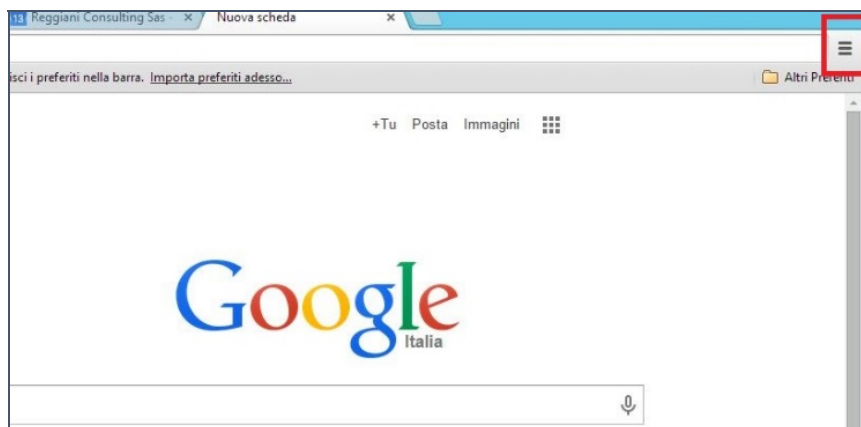 Reggiani Consulting Sas - Nuova scheda
isci i preferiti nella barra. Importa preferiti adesso... Altri Preferiti
+Tu Posta Immagini
Google
Italia